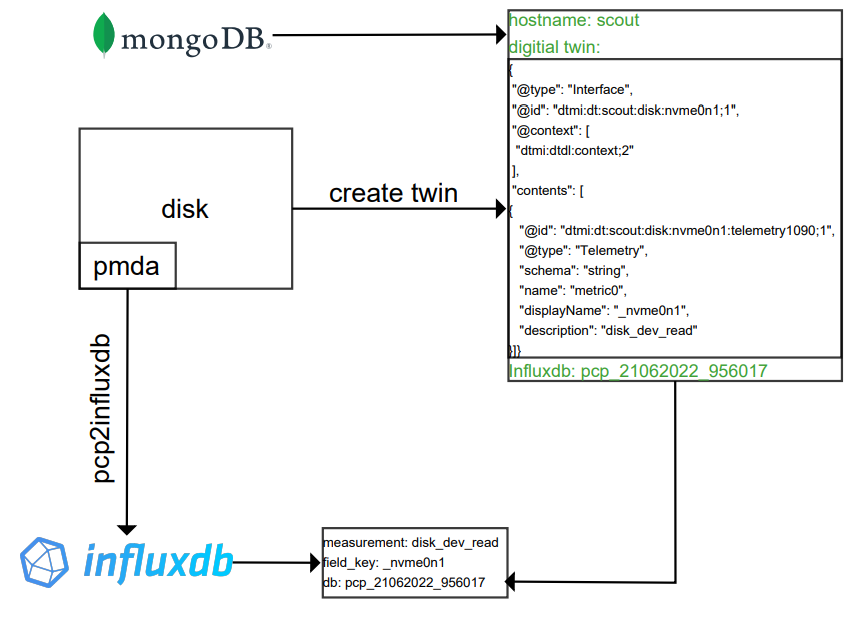 mongoDB®
hostname: scout
digitial twin:
{
"@type": "Interface",
"@id": "dtmi:dt:scout:disk:nvme0n1;1",
"@context": [
"dtmi:dtdl:context;2"
],
"contents": [
{
"@id": "dtmi:dt:scout:disk:nvme0n1:telemetry1090;1",
"@type": "Telemetry",
"schema": "string",
"name": "metric0",
"displayName": "_nvme0n1",
"description": "disk_dev_read"
}]}
Influxdb: pcp_21062022_956017
disk
create twin
pmda
pcp2influxdb
influxdb
measurement: disk_dev_read
field_key: _nvme0n1
db: pcp_21062022_956017